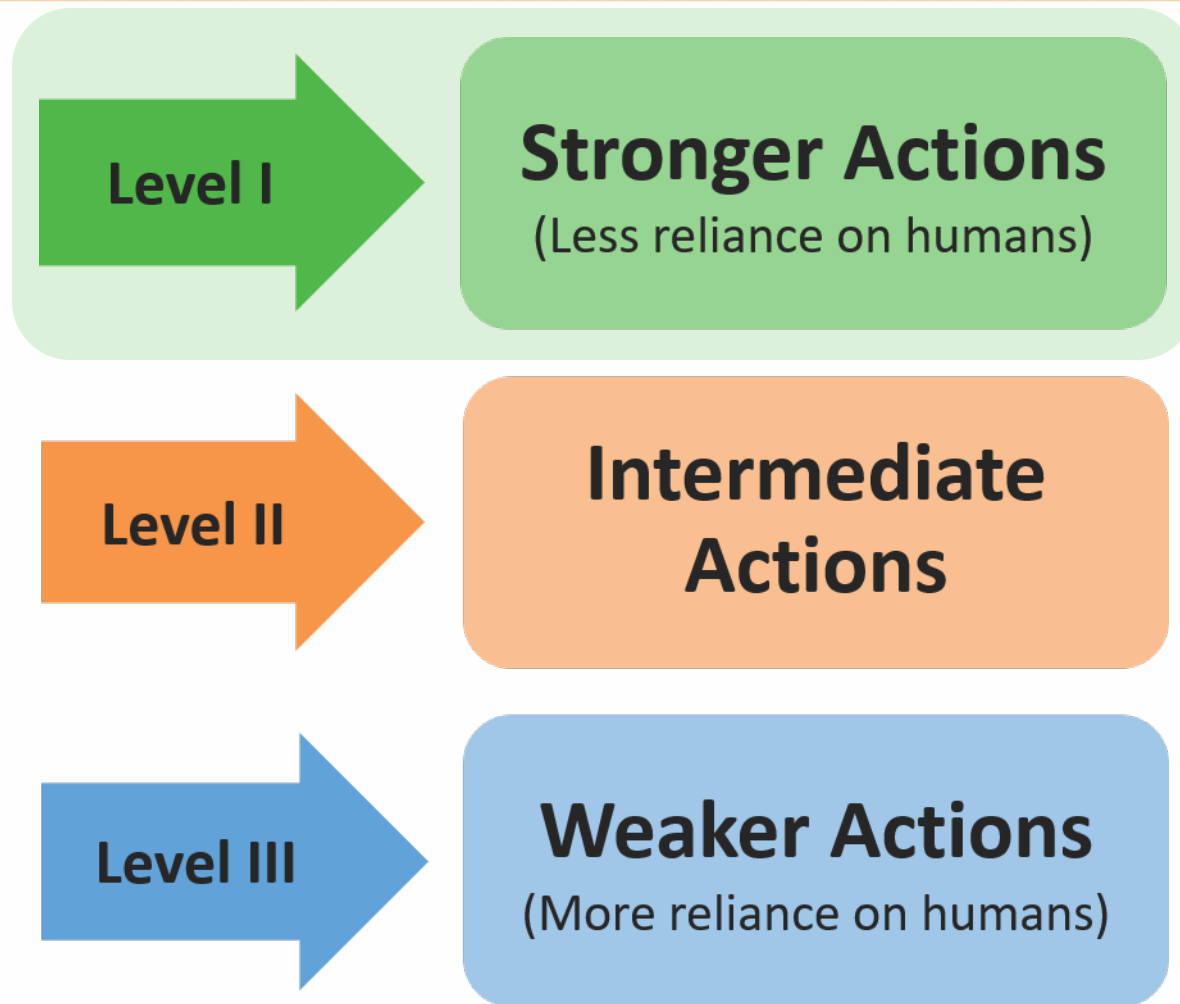 Level I
Stronger Actions
(Less reliance on humans)
Level II
Intermediate
Actions
Level III
Weaker Actions
(More reliance on humans)